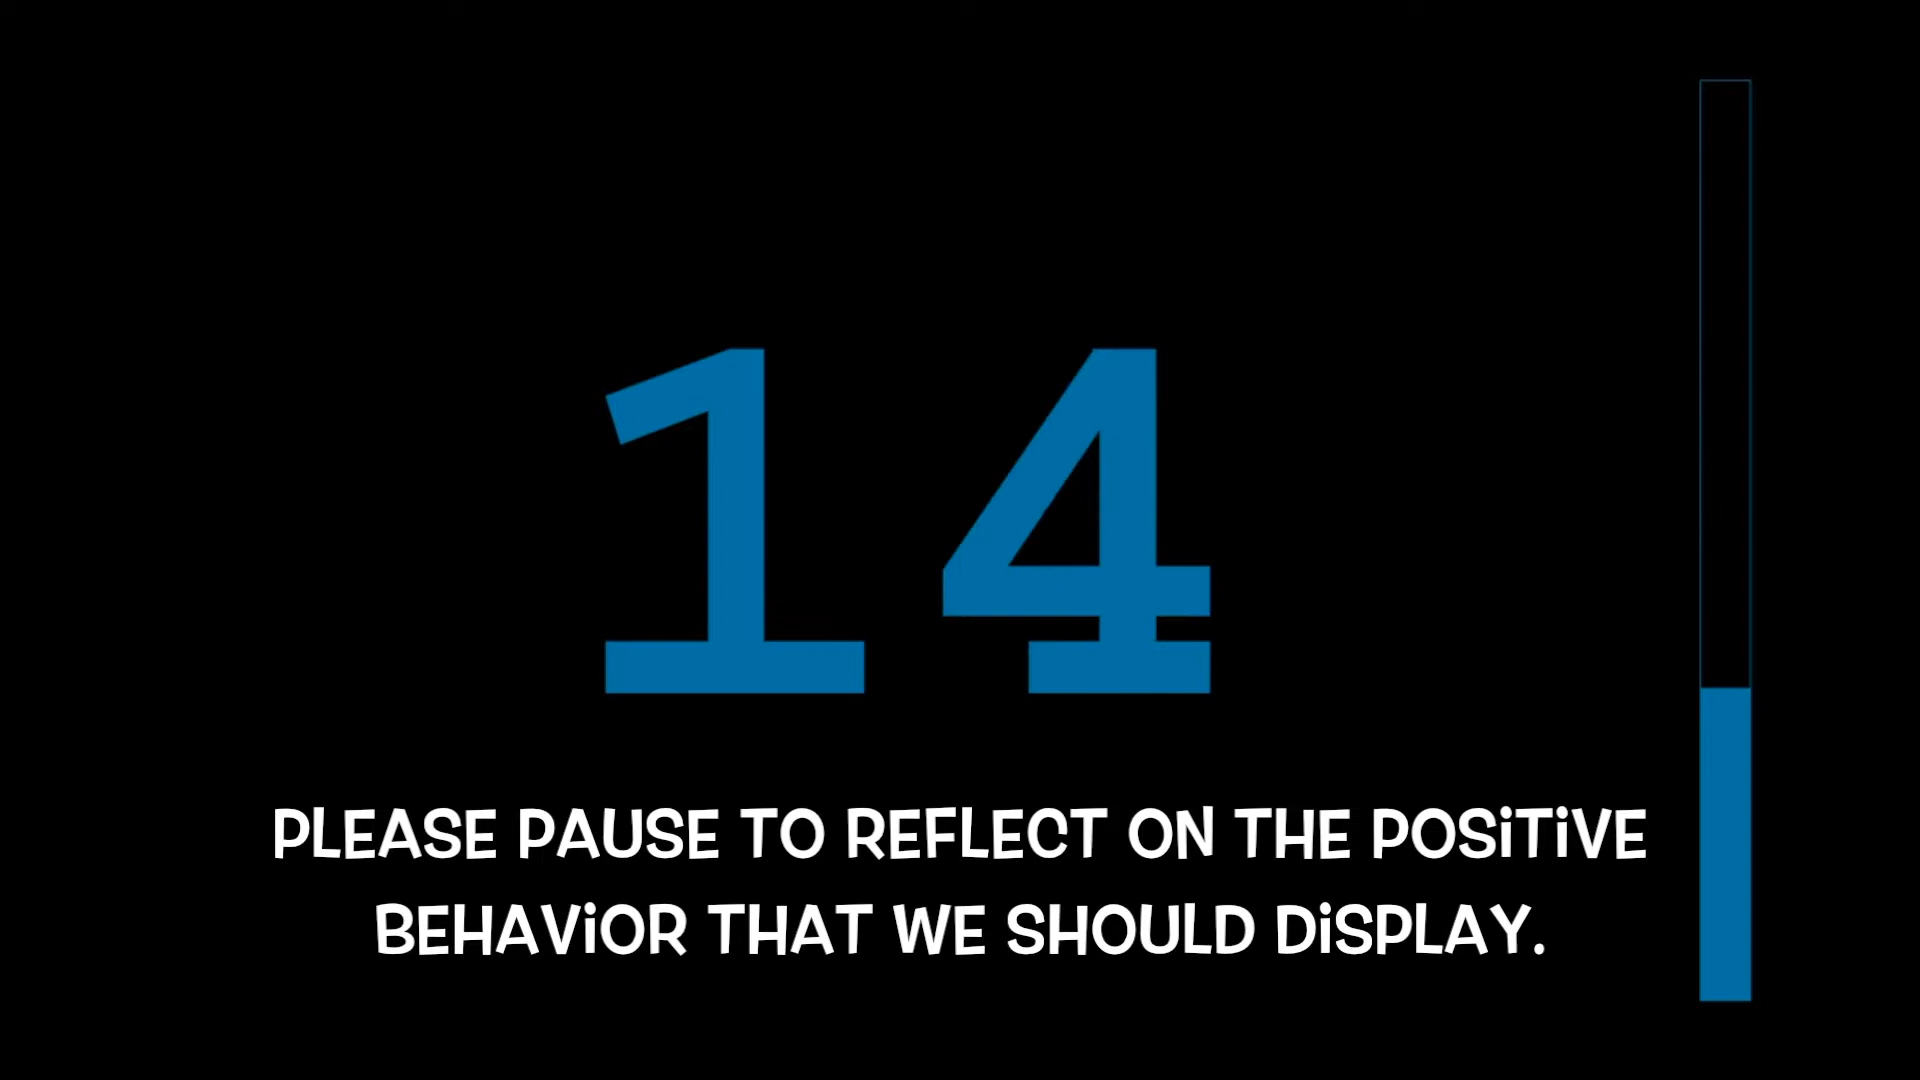 14
PLEASE PAUSE TO REFLECT ON THE POSiTiVE
BEHAViOR THAT WE SHOULD DiSPLAY.